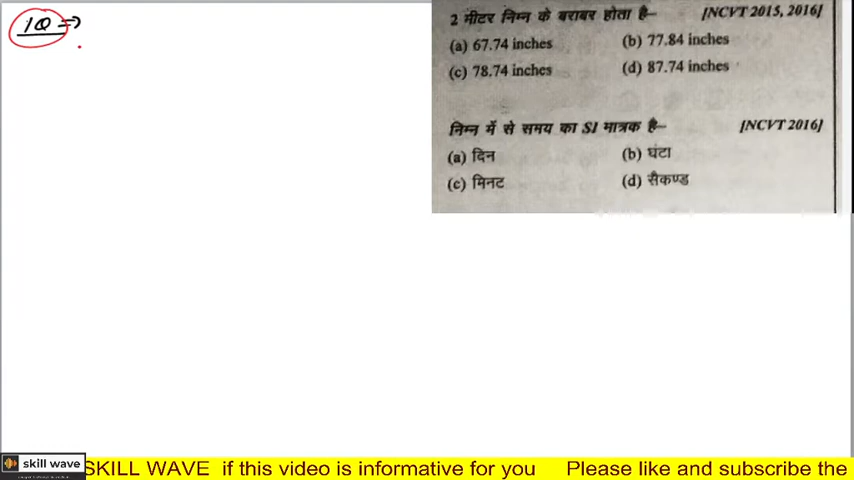 1Q ⇒
2 मीटर निम्न के बराबर होता है– [NCVT 2015, 2016]
(a) 67.74 inches (b) 77.84 inches
(c) 78.74 inches (d) 87.74 inches
निम्न में से समय का SI मात्रक है– [NCVT 2016]
(a) दिन (b) घंटा
(c) मिनट (d) सैकण्ड
skill wave
SKILL WAVE if this video is informative for you Please like and subscribe the